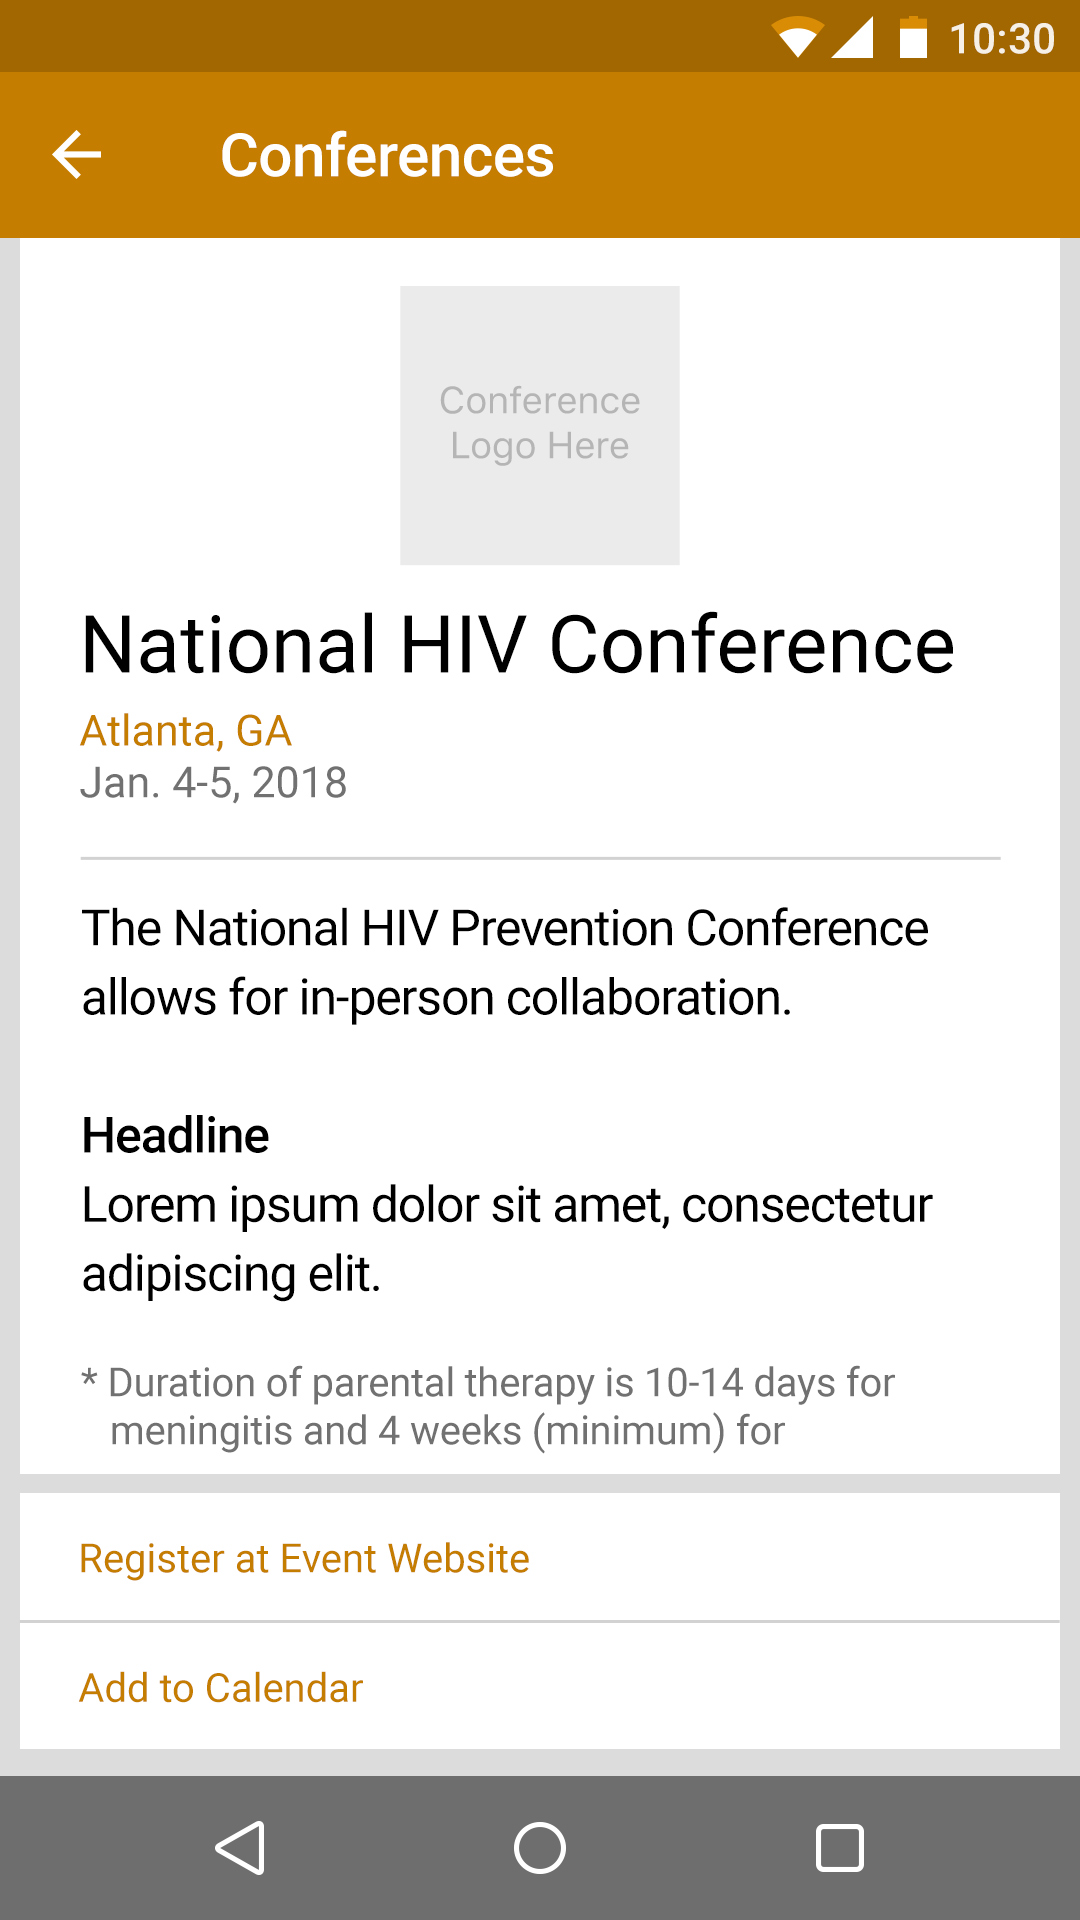 10:30
Conferences
Conference
Logo Here
National HIV Conference
Atlanta, GA
Jan. 4-5, 2018
The National HIV Prevention Conference
allows for in-person collaboration.
Headline
Lorem ipsum dolor sit amet, consectetur
adipiscing elit.
* Duration of parental therapy is 10-14 days for
meningitis and 4 weeks (minimum) for
Register at Event Website
Add to Calendar